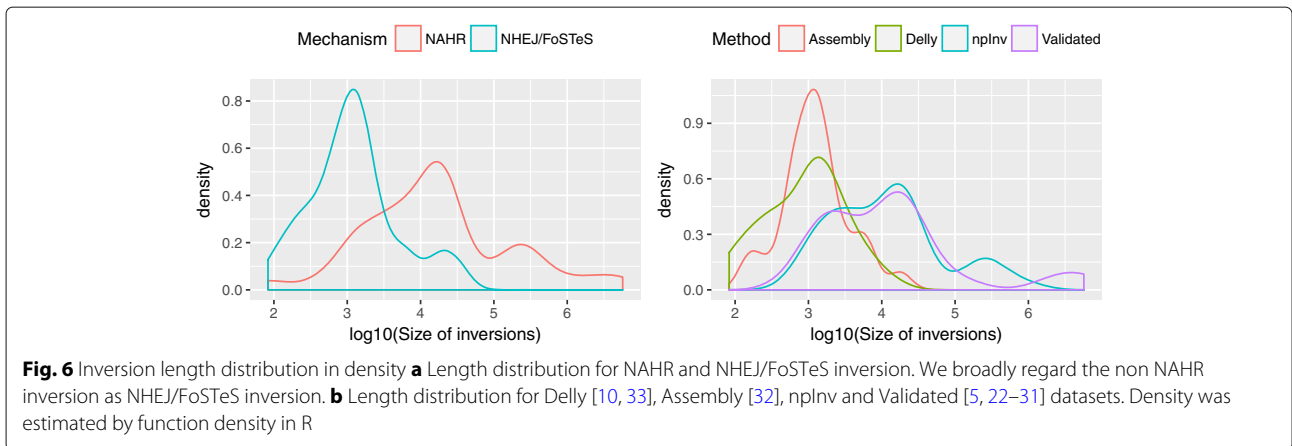 Mechanism NAHR NHEJ/FoSTeS
Method Assembly Delly npInv Validated
density
0.8
0.6
0.4
0.2
0.0
2 3 4 5 6
log10(Size of inversions)
density
0.9
0.6
0.3
0.0
2 3 4 5 6
log10(Size of inversions)
Fig. 6 Inversion length distribution in density a Length distribution for NAHR and NHEJ/FoSTeS inversion. We broadly regard the non NAHR
inversion as NHEJ/FoSTeS inversion. b Length distribution for Delly [10, 33], Assembly [32], npInv and Validated [5, 22–31] datasets. Density was
estimated by function density in R